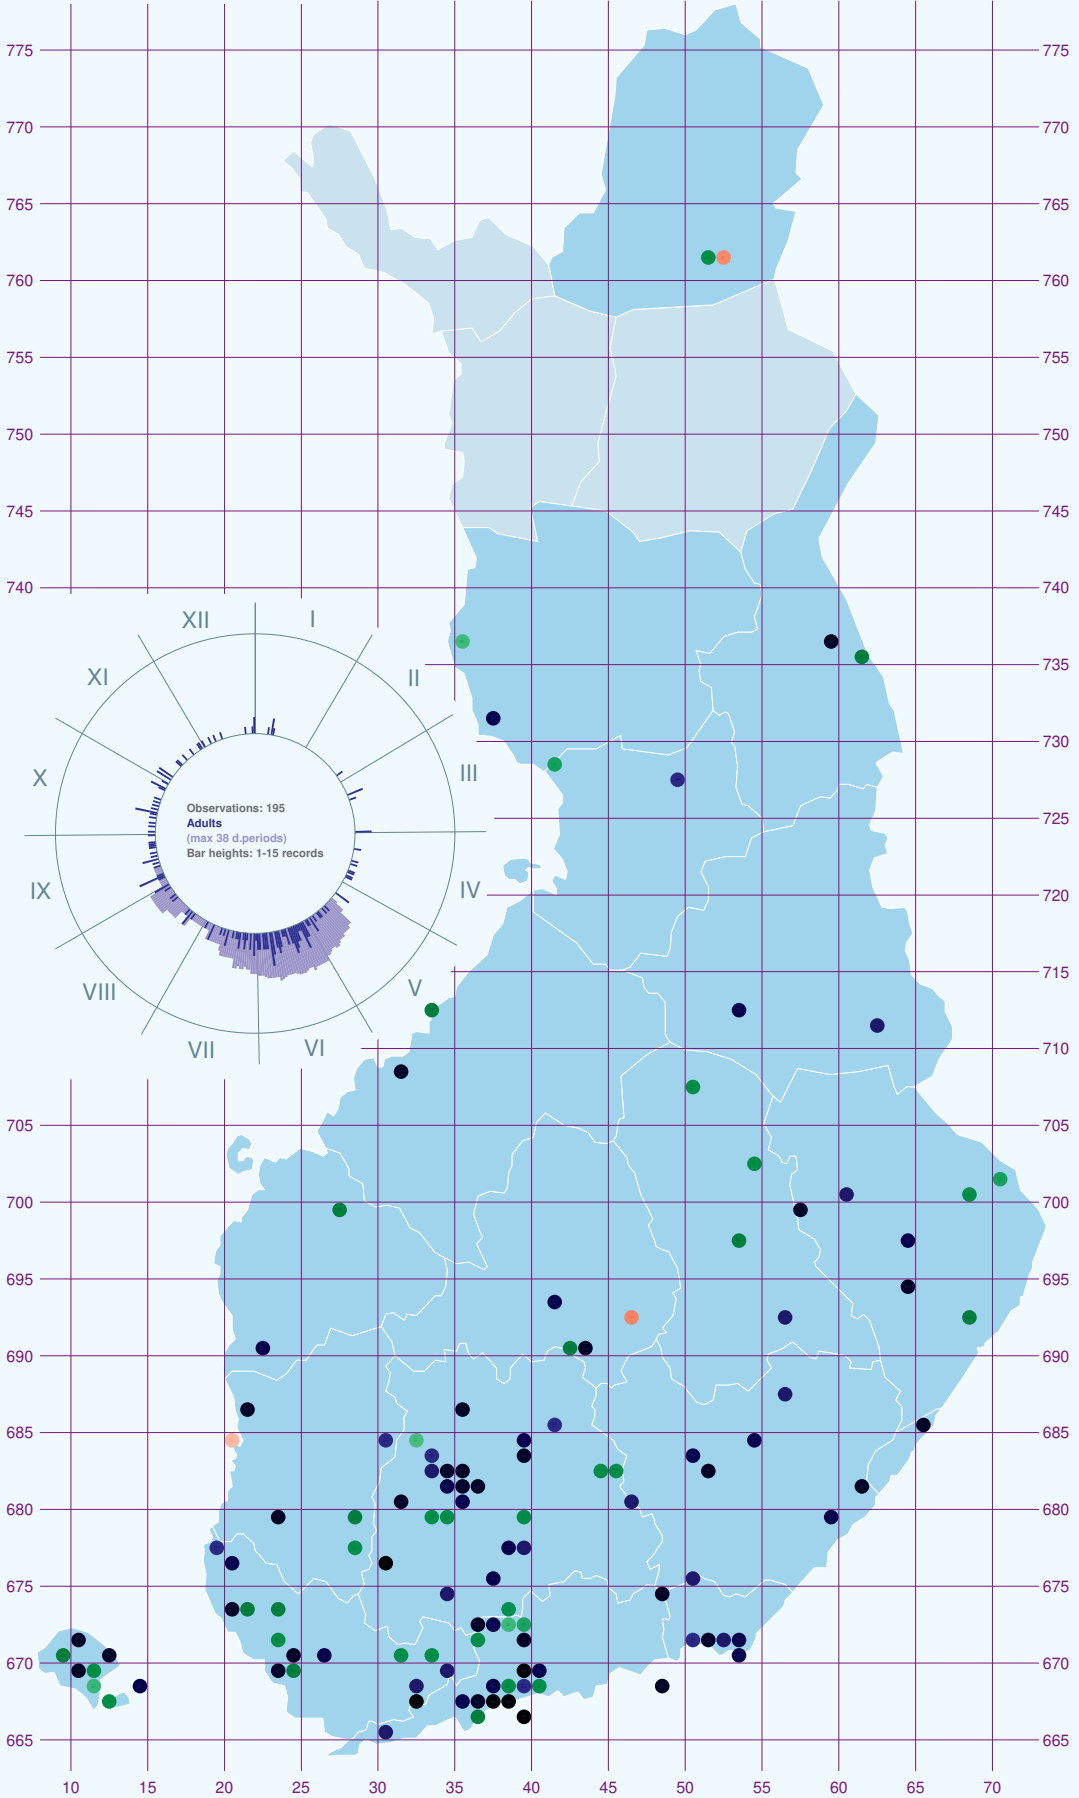 775 775
770 770
765 765
760 760
755 755
750 750
745 745
740 740
XII I
XI II
735
X III
730
Observations: 195
Adults
(max 38 d.periods)
Bar heights: 1-15 records
725
IX IV
720
VIII V
715
VII VI
710
705 705
700 700
695 695
690 690
685 685
680 680
675 675
670 670
665 665
10 15 20 25 30 35 40 45 50 55 60 65 70